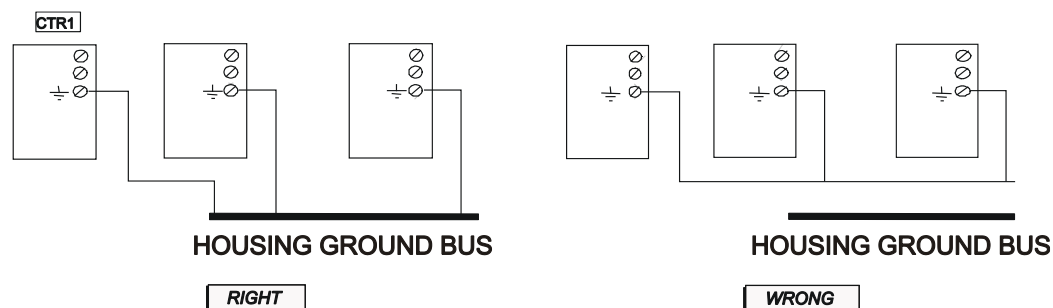 CTR1
HOUSING GROUND BUS
HOUSING GROUND BUS
RIGHT
WRONG